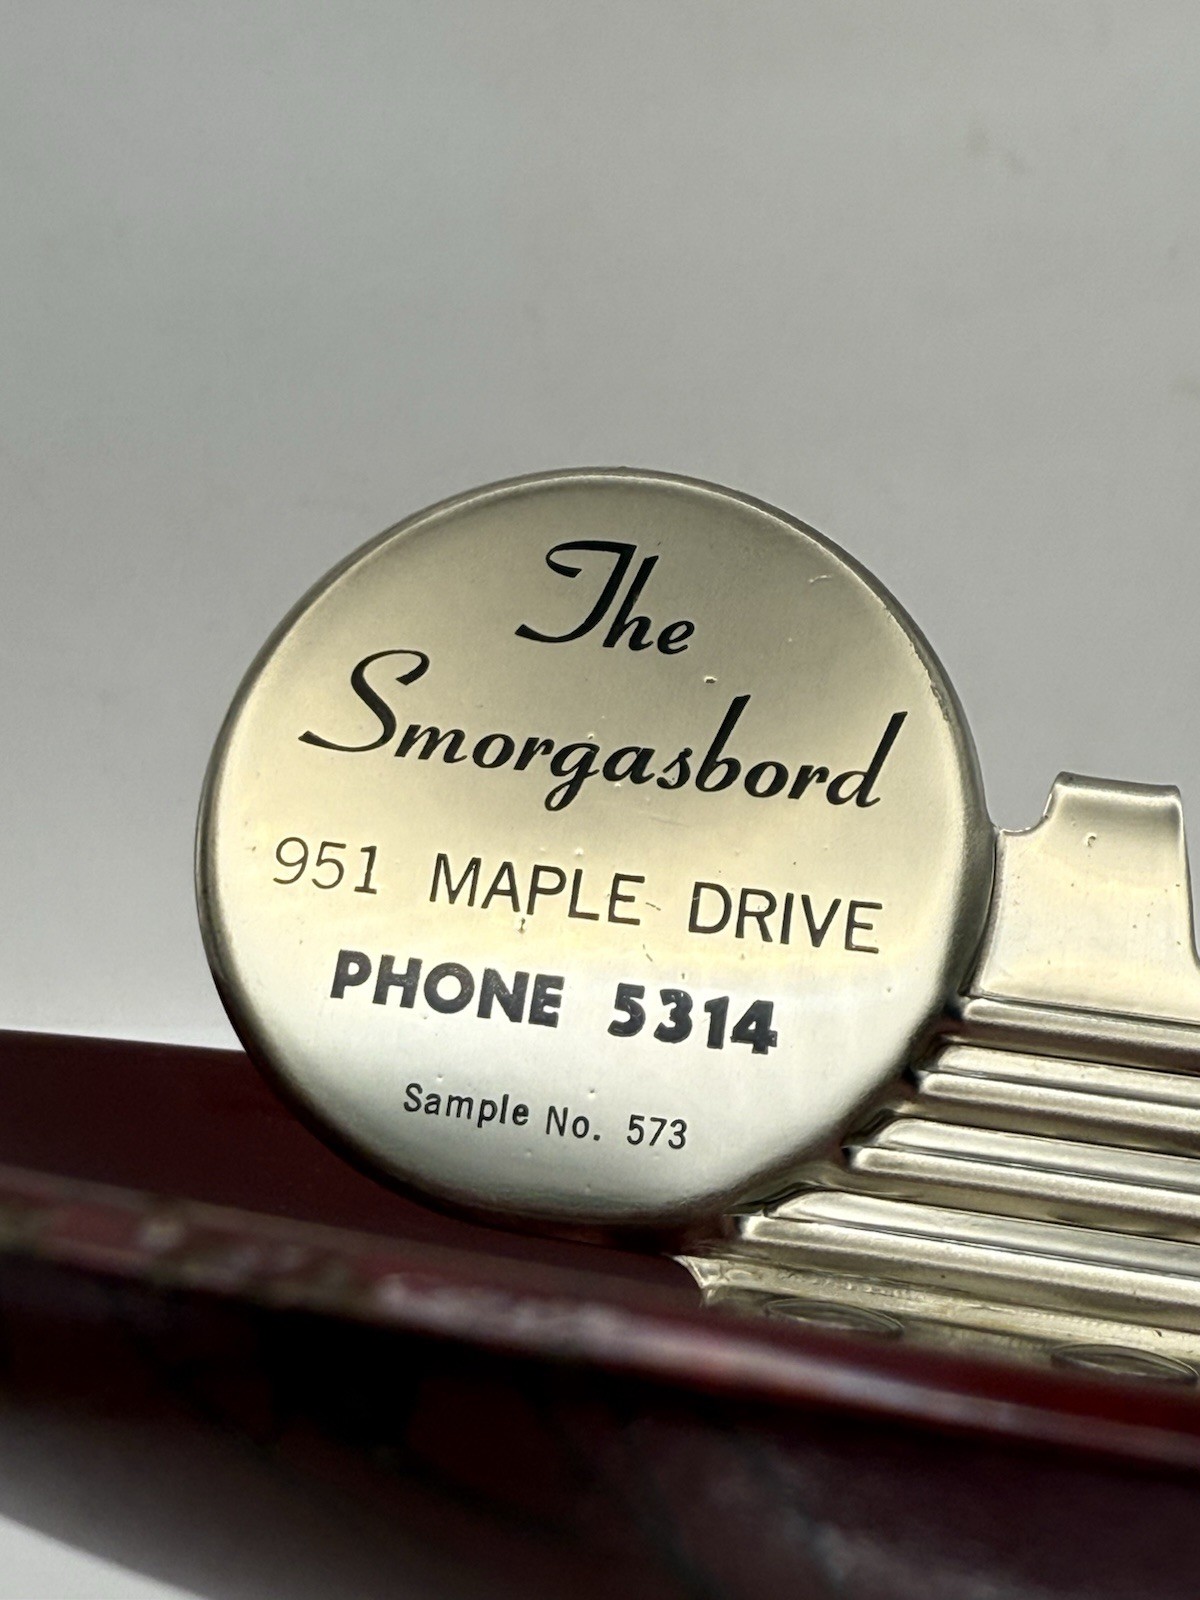 The
Smorgasbord
951 MAPLE DRIVE
PHONE 5314
Sample No. 573